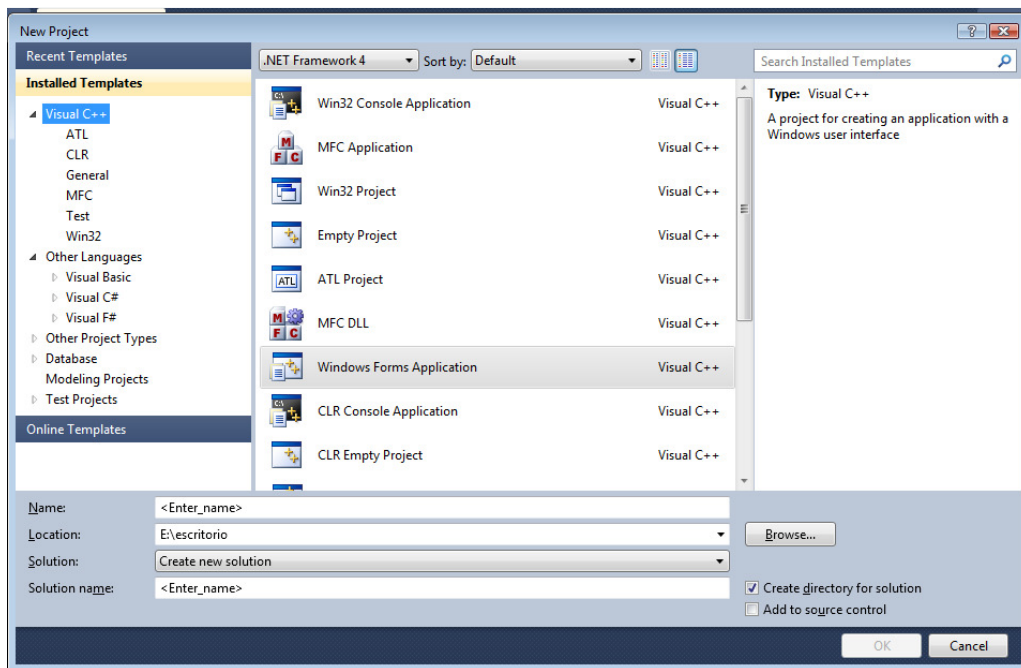 New Project
Recent Templates
Installed Templates
Visual C++
ATL
CLR
General
MFC
Test
Win32
Other Languages
Visual Basic
Visual C#
Visual F#
Other Project Types
Database
Modeling Projects
Test Projects
Online Templates
.NET Framework 4 Sort by: Default
Win32 Console Application Visual C++
MFC Application Visual C++
Win32 Project Visual C++
Empty Project Visual C++
ATL Project Visual C++
MFC DLL Visual C++
Windows Forms Application Visual C++
CLR Console Application Visual C++
CLR Empty Project Visual C++
Search Installed Templates
Type: Visual C++
A project for creating an application with a
Windows user interface
Name: <Enter_name>
Location: E:\escritorio Browse...
Solution: Create new solution
Solution name: <Enter_name>
Create directory for solution
Add to source control
OK Cancel